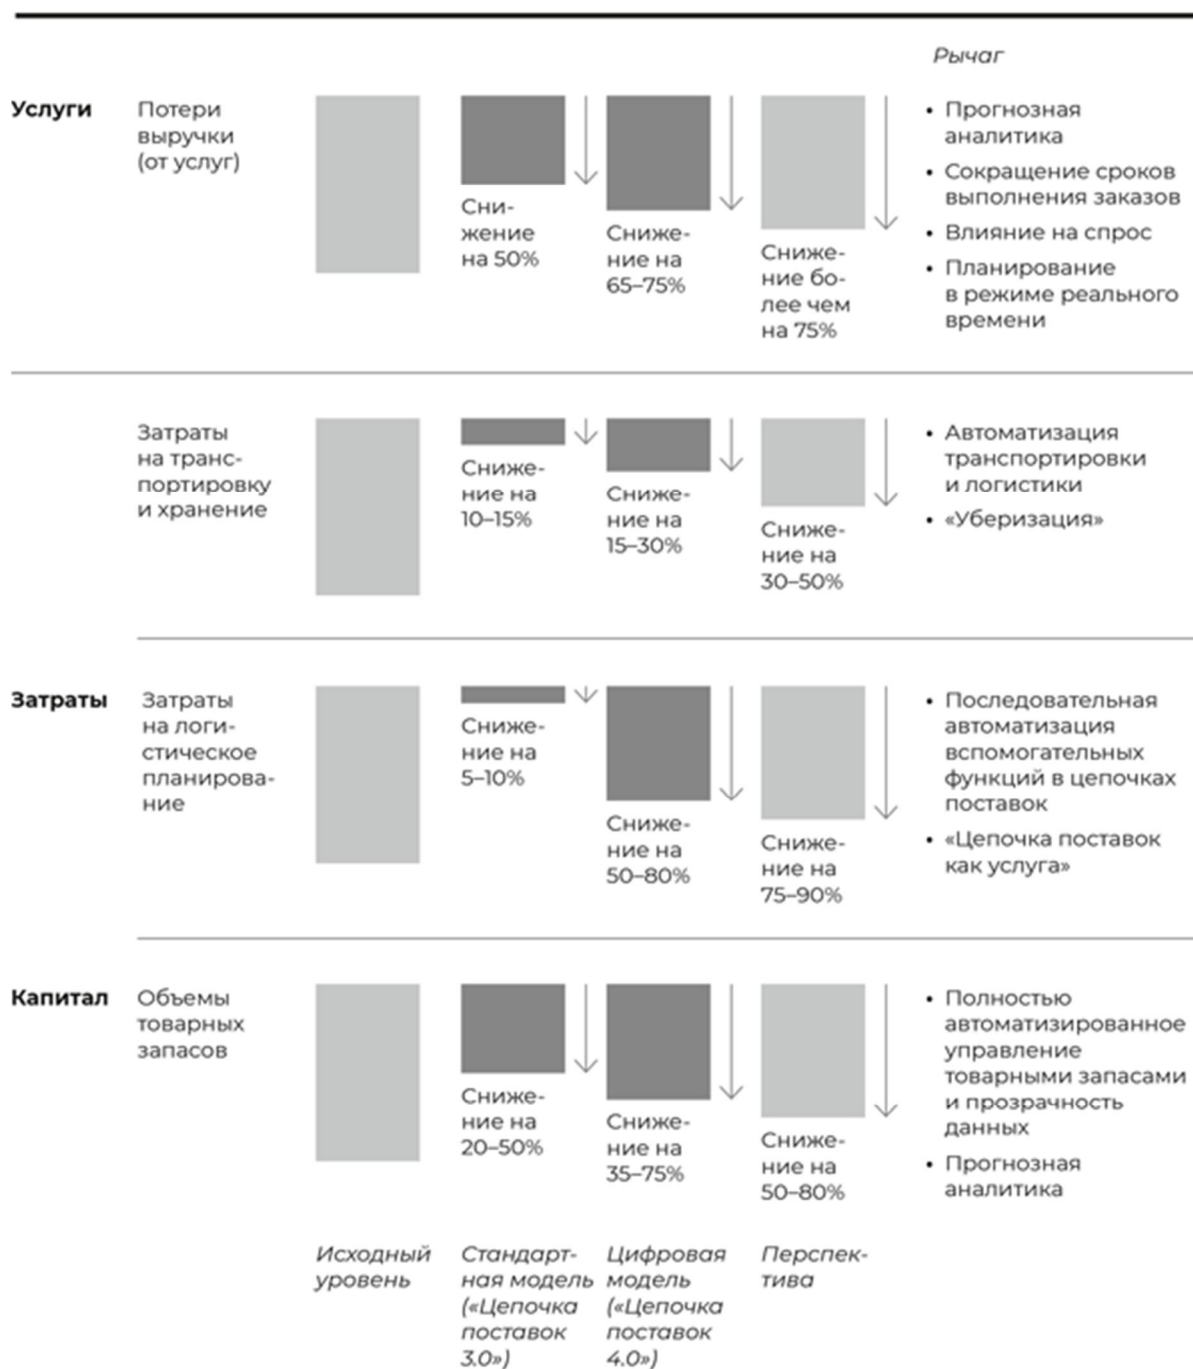 Рычаг
Услуги
Потери
выручки
(от услуг)
Сни-
жение
на 50%
Сниже-
ние на
65–75%
Сниже-
ние бо-
лее чем
на 75%
• Прогнозная
аналитика
• Сокращение сроков
выполнения заказов
• Влияние на спрос
• Планирование
в режиме реального
времени
Затраты
на транс-
портировку
и хранение
Сниже-
ние на
10–15%
Сниже-
ние на
15–30%
Сниже-
ние на
30–50%
• Автоматизация
транспортировки
и логистики
• «Уберизация»
Затраты
Затраты
на логи-
стическое
планирова-
ние
Сниже-
ние на
5–10%
Сниже-
ние на
50–80%
Сниже-
ние на
75–90%
• Последовательная
автоматизация
вспомогательных
функций в цепочках
поставок
• «Цепочка поставок
как услуга»
Капитал
Объемы
товарных
запасов
Сниже-
ние на
20–50%
Сниже-
ние на
35–75%
Сниже-
ние на
50–80%
• Полностью
автоматизированное
управление
товарными запасами
и прозрачность
данных
• Прогнозная
аналитика
Исходный
уровень
Стандарт-
ная модель
(«Цепочка
поставок
3.0»)
Цифровая
модель
(«Цепочка
поставок
4.0»)
Перспек-
тива